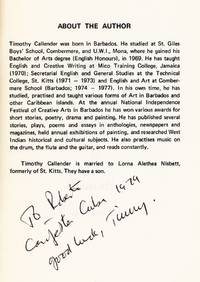 ABOUT THE AUTHOR
Timothy Callender was born in Barbados. He studied at St. Giles
Boys' School, Combermere, and U.W.I., Mona, where he gained his
Bachelor of Arts degree (English Honours), in 1969. He has taught
English and Creative Writing at Mico Training College, Jamaica
(1970); Secretarial English and General Studies at the Technical
College, St. Kitts (1971 – 1973) and English and Art at Comber-
mere School (Barbados; 1974 – 1977). In his own time, he has
studied, practised and taught various forms of Art in Barbados and
other Caribbean islands. At the annual National Independence
Festival of Creative Arts in Barbados he has won various awards for
short stories, poetry, drama and painting. He has published several
stories, plays, poems and essays in anthologies, newspapers and
magazines, held annual exhibitions of painting, and researched West
Indian historical and cultural subjects. He also practises music on
the drum, the flute and the guitar, and reads constantly.
Timothy Callender is married to Lorna Alethea Nisbett,
formerly of St. Kitts. They have a son.
To
Carifesta Cuba 1979
good luck,